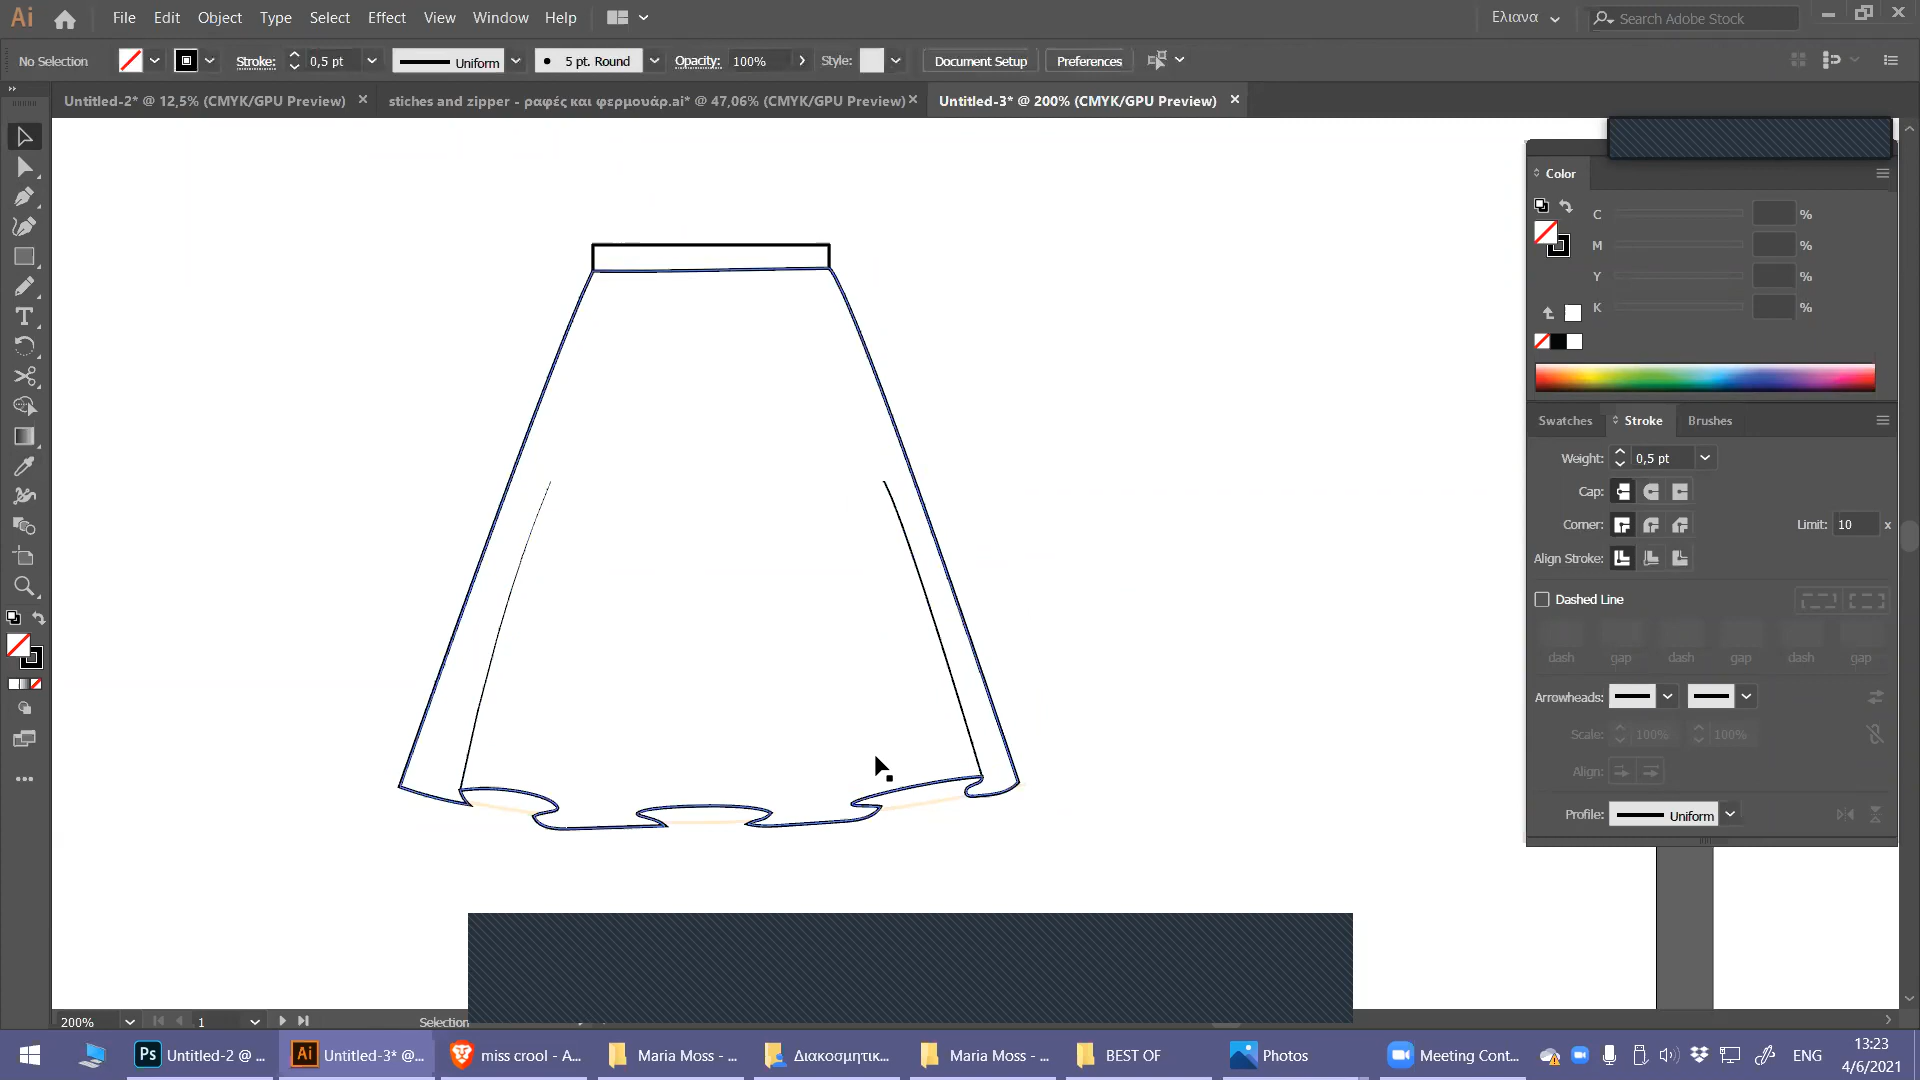 Ai File Edit Object Type Select Effect View Window Help Ελιανα Search Adobe Stock
No Selection Stroke: 0,5 pt Uniform 5 pt. Round Opacity: 100% Style: Document Setup Preferences
Untitled-2* @ 12,5% (CMYK/GPU Preview) × stiches and zipper - ραφές και φερμουάρ.ai* @ 47,06% (CMYK/GPU Preview) × Untitled-3* @ 200% (CMYK/GPU Preview) ×
Color
C %
M %
Y %
K %
Swatches Stroke Brushes
Weight: 0,5 pt
Cap:
Corner: Limit: 10 x
Align Stroke:
Dashed Line
dash gap dash gap dash gap
Arrowheads:
Scale: 100% 100%
Align:
Profile: Uniform
200% 1 Selection
Ps Untitled-2 @ ... Ai Untitled-3* @... miss crool - A... Maria Moss - ... Διακοσμητικ... Maria Moss - ... BEST OF Photos Meeting Cont... ENG 13:23
4/6/2021